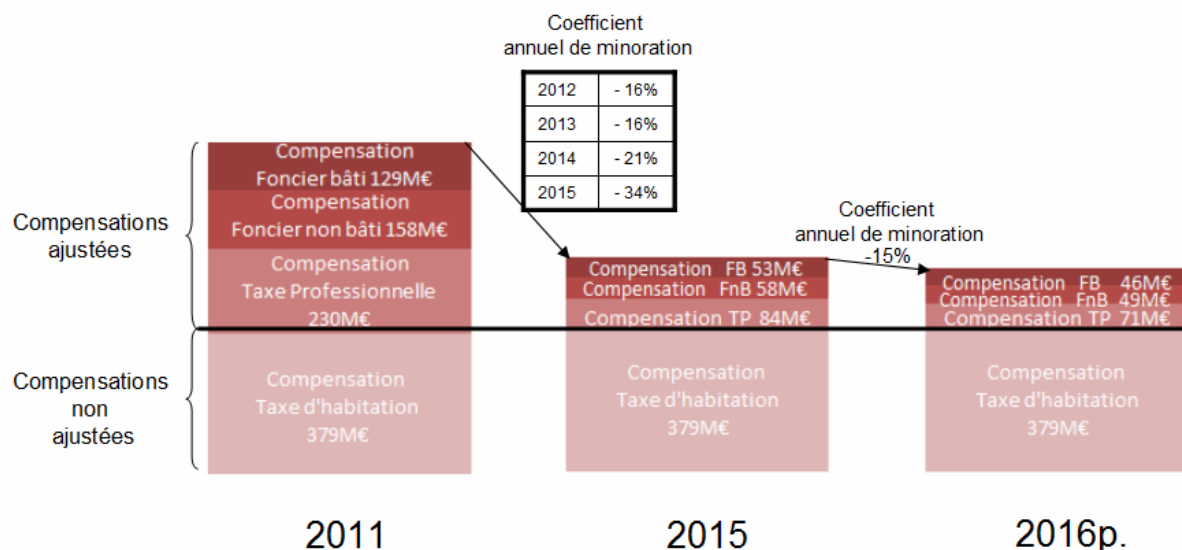 Coefficient
annuel de minoration
2012 - 16%
2013 - 16%
2014 - 21%
2015 - 34%
Compensations
ajustées
Compensation
Foncier bâti 129M€
Compensation
Foncier non bâti 158M€
Compensation
Taxe Professionnelle
230M€
Compensations
non
ajustées
Compensation
Taxe d'habitation
379M€
2011
Compensation FB 53M€
Compensation FnB 58M€
Compensation TP 84M€
Compensation
Taxe d'habitation
379M€
2015
Coefficient
annuel de minoration
-15%
Compensation FB 46M€
Compensation FnB 49M€
Compensation TP 71M€
Compensation
Taxe d'habitation
379M€
2016p.